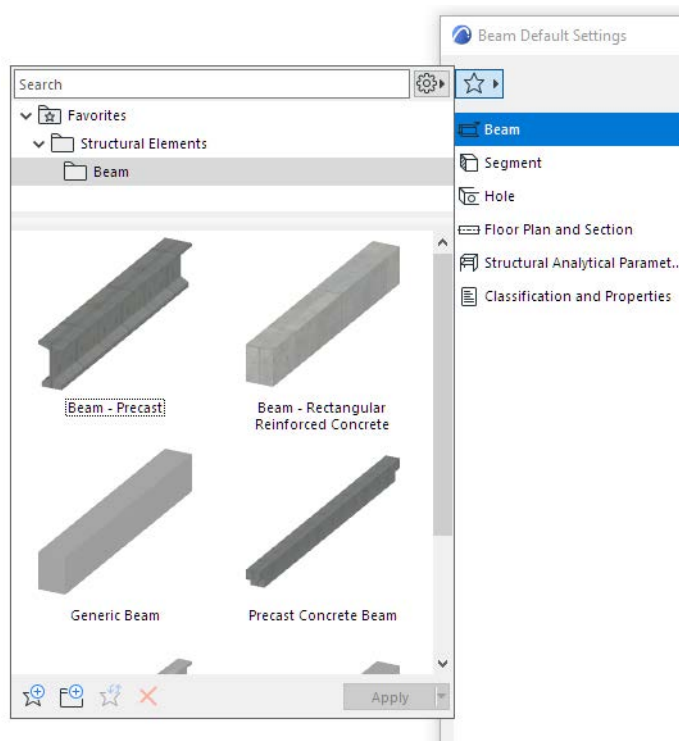 Beam Default Settings
Search
Favorites
Structural Elements
Beam
Beam - Precast
Beam - Rectangular
Reinforced Concrete
Generic Beam
Precast Concrete Beam
Apply
Beam
Segment
Hole
Floor Plan and Section
Structural Analytical Paramet...
Classification and Properties